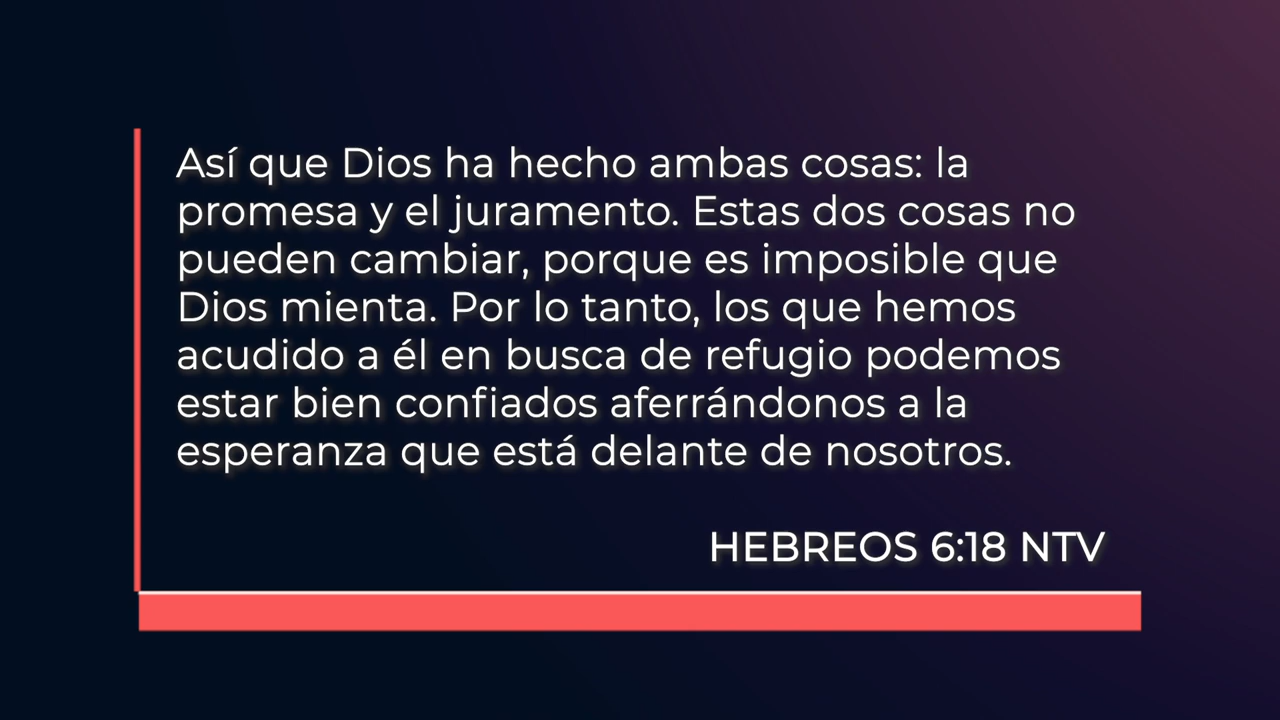 Así que Dios ha hecho ambas cosas: la
promesa y el juramento. Estas dos cosas no
pueden cambiar, porque es imposible que
Dios mienta. Por lo tanto, los que hemos
acudido a él en busca de refugio podemos
estar bien confiados aferrándonos a la
esperanza que está delante de nosotros.
HEBREOS 6:18 NTV